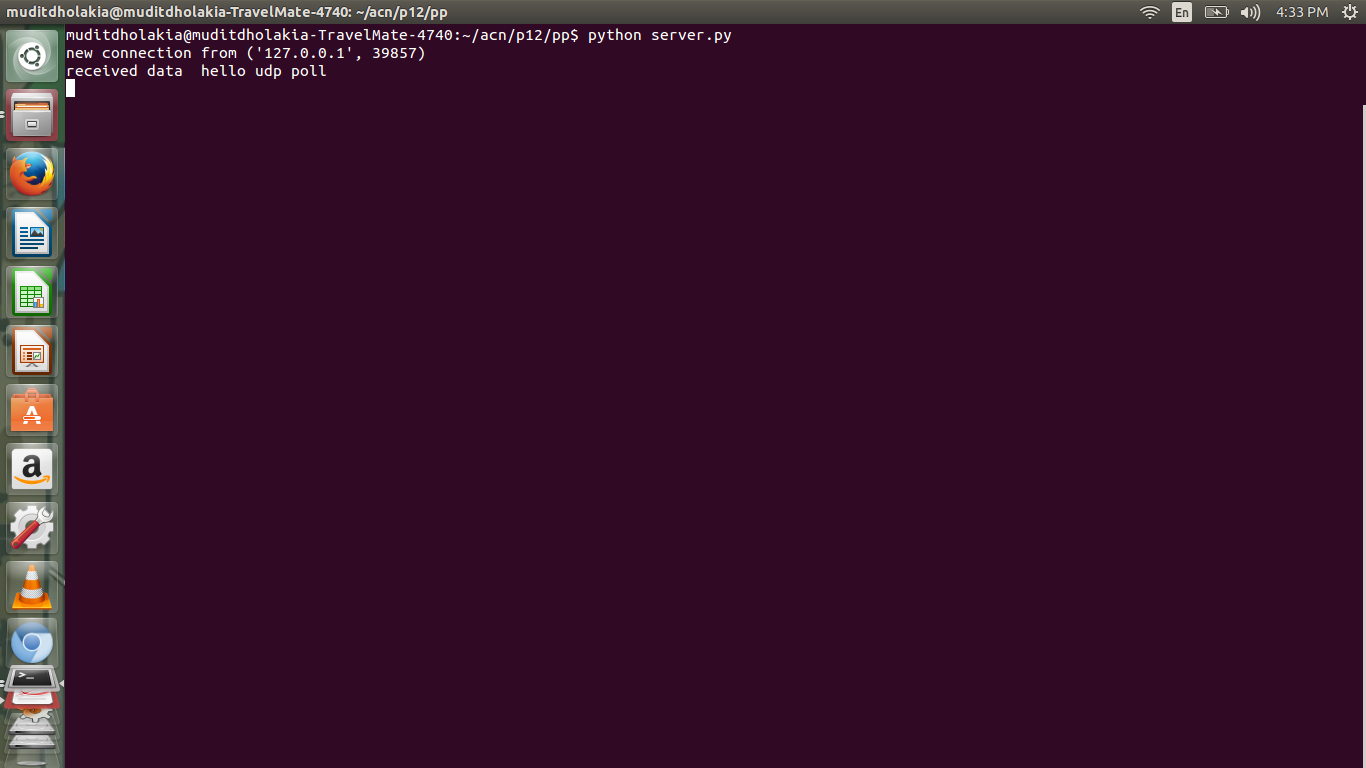 muditdholakia@muditdholakia-TravelMate-4740: ~/acn/p12/pp
En
4:33 PM
muditdholakia@muditdholakia-TravelMate-4740:~/acn/p12/pp$ python server.py
new connection from ('127.0.0.1', 39857)
received data  hello udp poll
A
a
>_